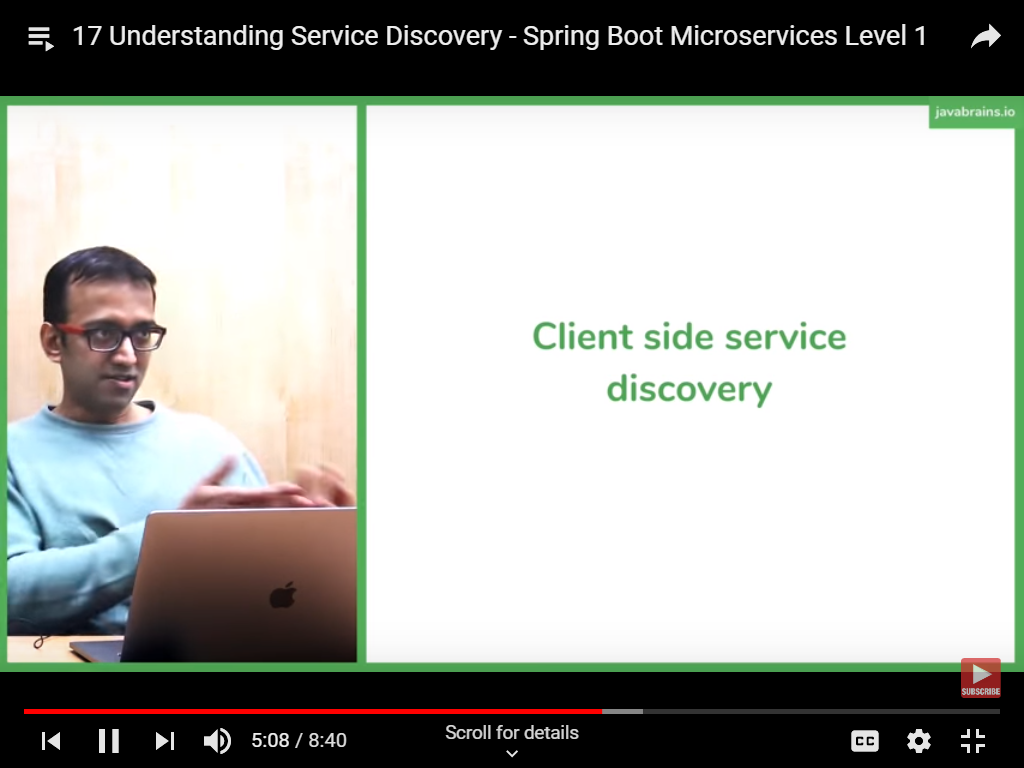 17 Understanding Service Discovery - Spring Boot Microservices Level 1
javabrains.io
Client side service
discovery
SUBSCRIBE
5:08 / 8:40
Scroll for details
CC